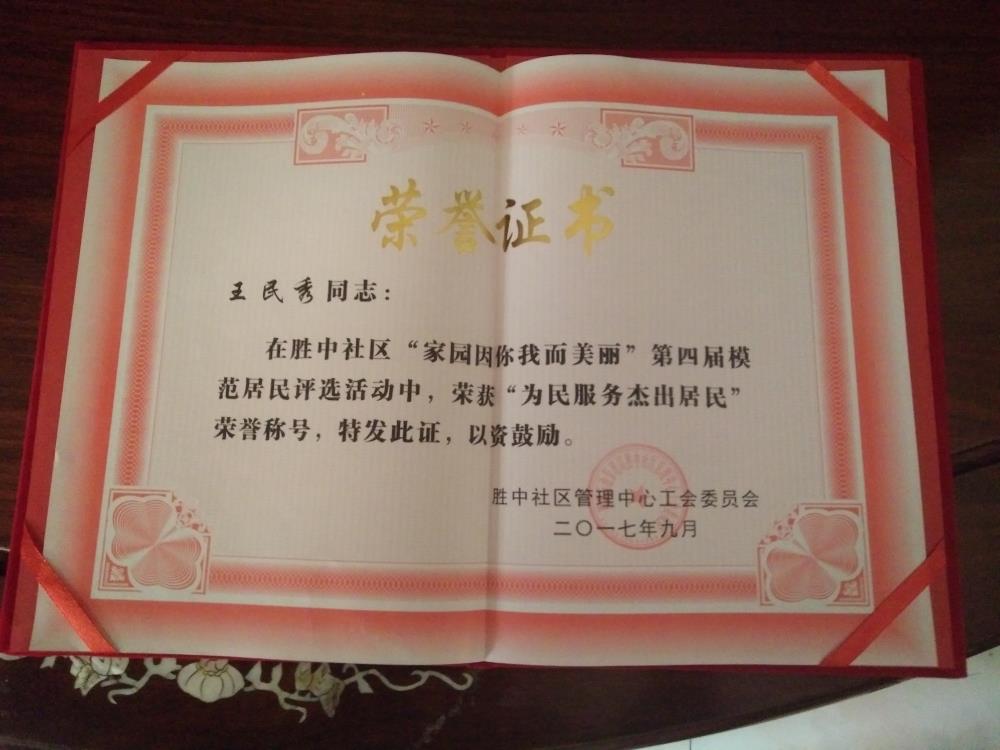 荣誉证书
王民秀同志：
在胜中社区“家园因你我而美丽”第四届模
范居民评选活动中，荣获“为民服务杰出居民”
荣誉称号，特发此证，以资鼓励。
胜中社区管理中心工会委员会
二〇一七年九月